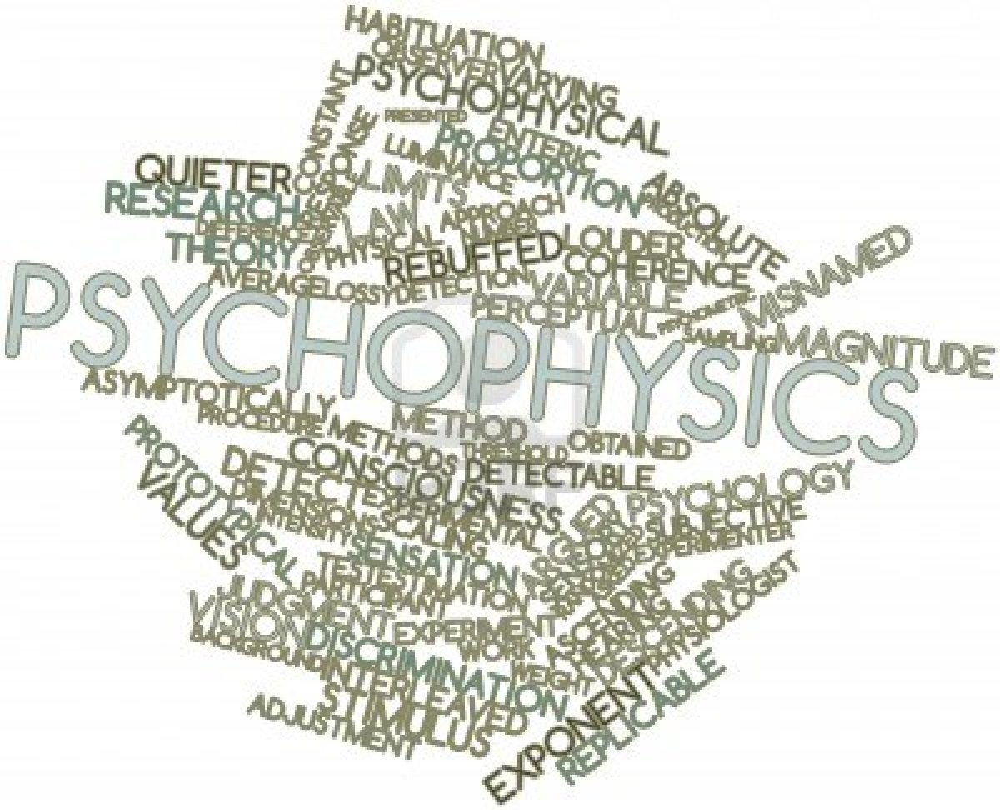 HABITUATION
OBSERVER VARYING
PSYCHOPHYSICAL
CONSTANT
PRESENTED
ENTERIC
PROPORTION
LUMINANCE
QUIETER
LIMITS
ABSOLUTE
RESEARCH
APPROACH
LAW
NUMBER
THEORY
PHYSICAL
LOUDER
REBUFFED
COHERENCE
MISNAMED
AVERAGE LOSSY DETECTION
VARIABLE
PERCEPTUAL
SAMPLING
MAGNITUDE
PSYCHOPHYSICS
ASYMPTOTICALLY
PROCEDURE
METHODS
METHOD
THRESHOLD
OBTAINED
PROTOTYPICAL
CONSCIOUSNESS
DETECTABLE
VALUES
DETECT
EXPERIMENTAL
PSYCHOLOGY
DIMENSIONS
SCALING
SUBJECTIVE
INTENSITY
EXPERIMENTER
SENSATION
TEST
ESTIMATION
PARTICIPANT
JUDGMENT
EXPERIMENT
ASCENDING
HEARING
DESCENDING
PHYSIOLOGIST
VISION
WORK
BACKGROUND
DISCRIMINATION
WEIGHT
INTERLEAVED
STIMULUS
ADJUSTMENT
EXPONENT
REPLICABLE